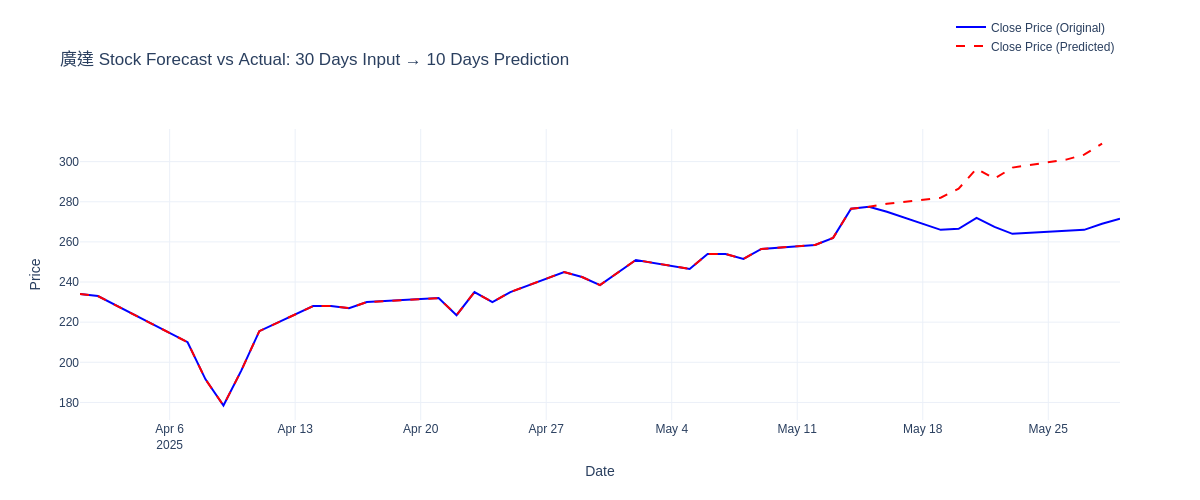 廣達 Stock Forecast vs Actual: 30 Days Input → 10 Days Prediction
Close Price (Original)
Close Price (Predicted)
Price
300
280
260
240
220
200
180
Apr 6
2025
Apr 13
Apr 20
Apr 27
May 4
May 11
May 18
May 25
Date